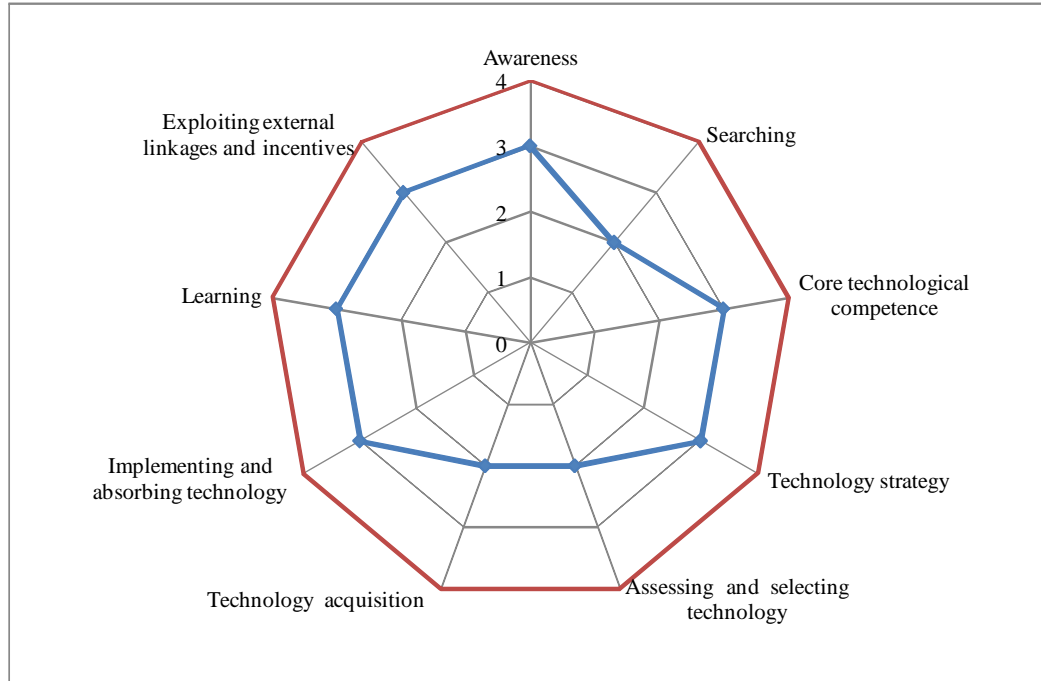 Awareness
4
Exploiting external
linkages and incentives
3
Searching
2
1
0
Learning
Core technological
competence
Implementing and
absorbing technology
Technology strategy
Technology acquisition
Assessing and selecting
technology